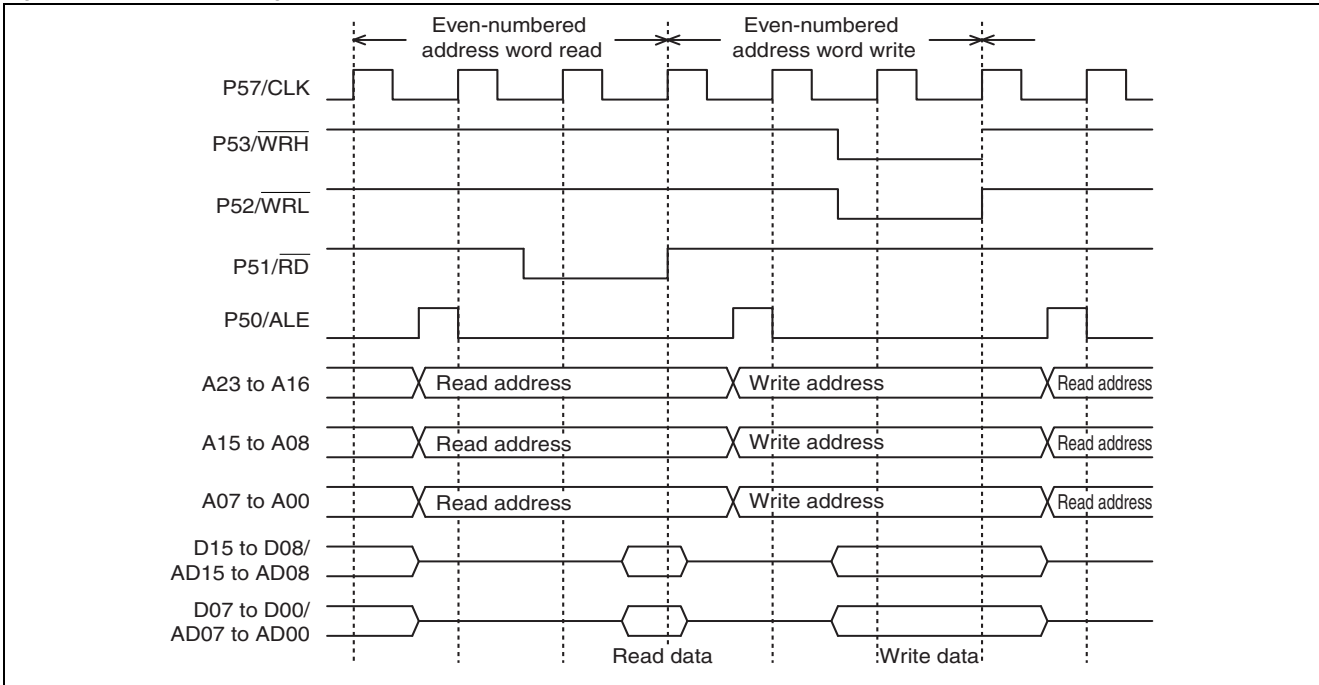 Even-numbered address word read
Even-numbered address word write
P57/CLK
P53/W̅R̅H̅
P52/W̅R̅L̅
P51/R̅D̅
P50/ALE
A23 to A16 Read address Write address Read address
A15 to A08 Read address Write address Read address
A07 to A00 Read address Write address Read address
D15 to D08/
AD15 to AD08
D07 to D00/
AD07 to AD00
Read data Write data